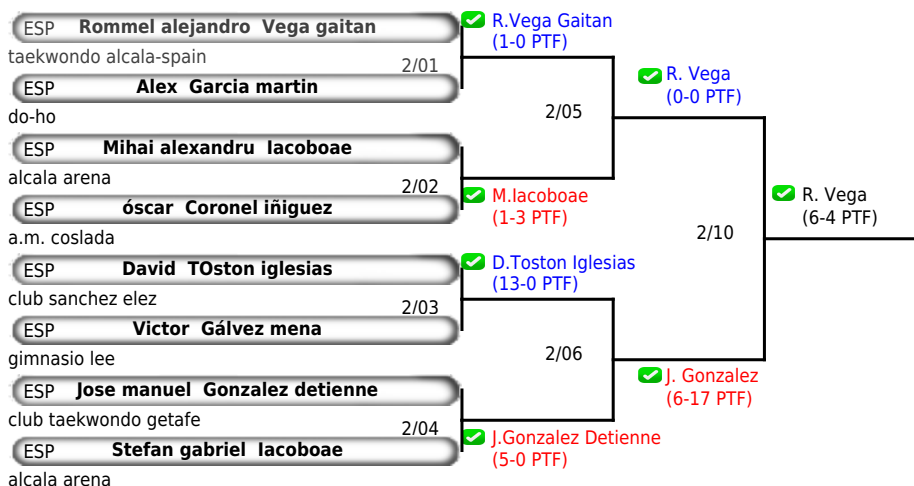 ESP Rommel alejandro Vega gaitan
taekwondo alcala-spain
2/01
ESP Alex Garcia martin
do-ho
ESP Mihai alexandru Iacoboae
alcala arena
2/02
ESP óscar Coronel iñiguez
a.m. coslada
ESP David TOston iglesias
club sanchez elez
2/03
ESP Victor Gálvez mena
gimnasio lee
ESP Jose manuel Gonzalez detienne
club taekwondo getafe
2/04
ESP Stefan gabriel Iacoboae
alcala arena
R.Vega Gaitan
(1-0 PTF)
2/05
M.Iacoboae
(1-3 PTF)
D.Toston Iglesias
(13-0 PTF)
2/06
J.Gonzalez Detienne
(5-0 PTF)
R. Vega
(0-0 PTF)
2/10
J. Gonzalez
(6-17 PTF)
R. Vega
(6-4 PTF)